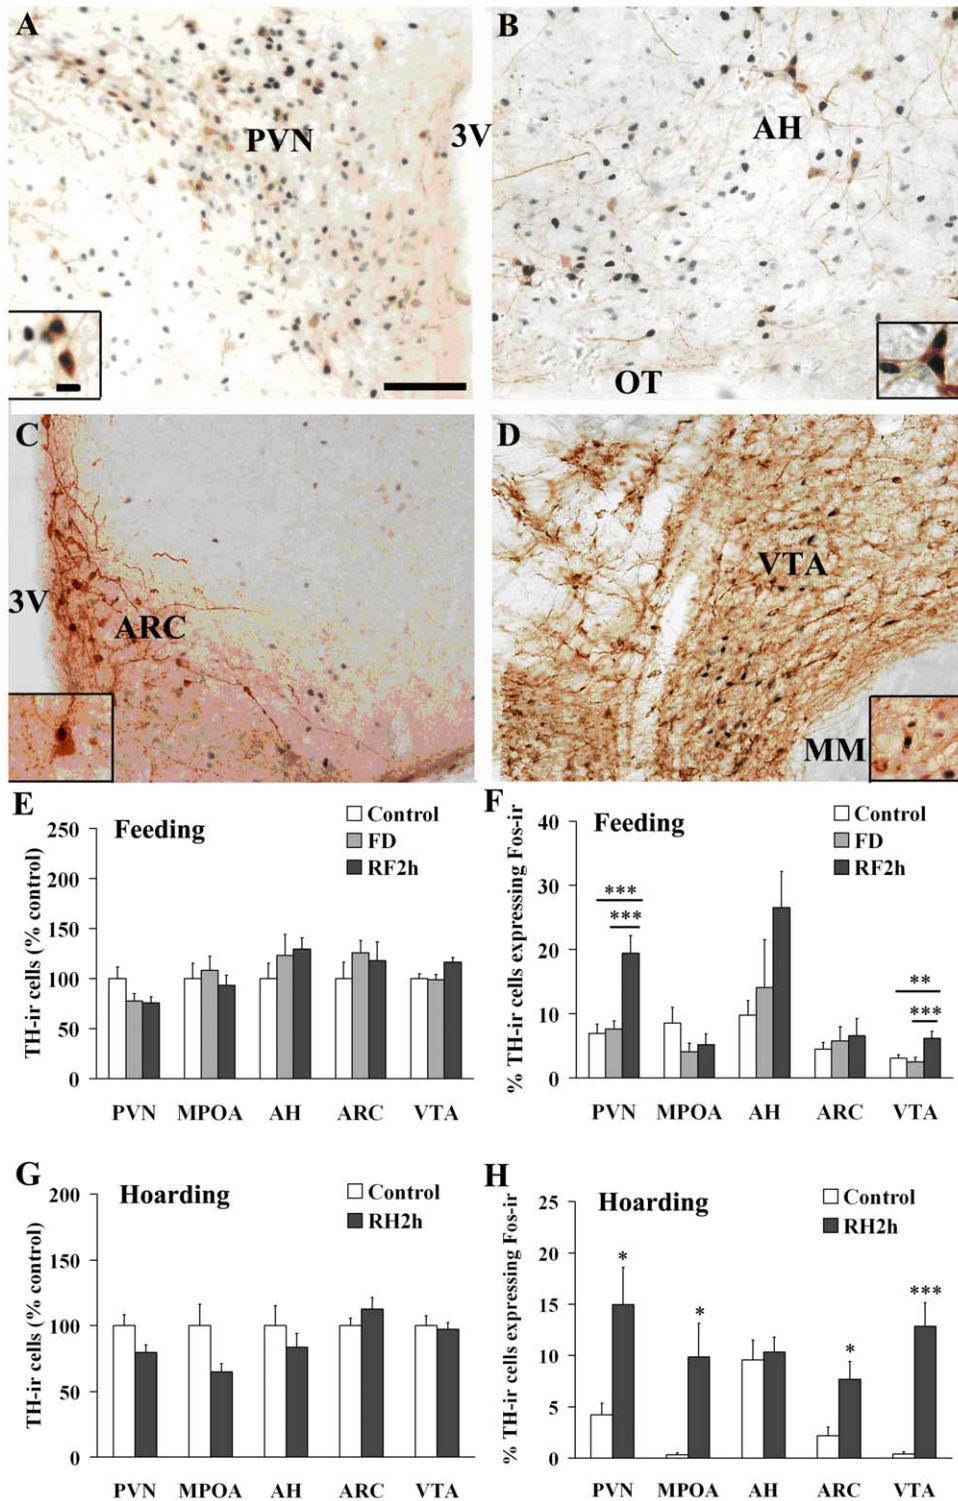 A
PVN
3V
B
AH
OT
C
3V
ARC
D
VTA
MM
E
Feeding
Control
FD
RF2h
TH-ir cells (% control)
250
200
150
100
50
0
PVN MPOA AH ARC VTA
F
Feeding
Control
FD
RF2h
% TH-ir cells expressing Fos-ir
40
30
20
10
0
***
***
**
***
PVN MPOA AH ARC VTA
G
Hoarding
Control
RH2h
TH-ir cells (% control)
200
150
100
50
0
PVN MPOA AH ARC VTA
H
Hoarding
Control
RH2h
% TH-ir cells expressing Fos-ir
25
20
15
10
5
0
*
*
*
***
PVN MPOA AH ARC VTA